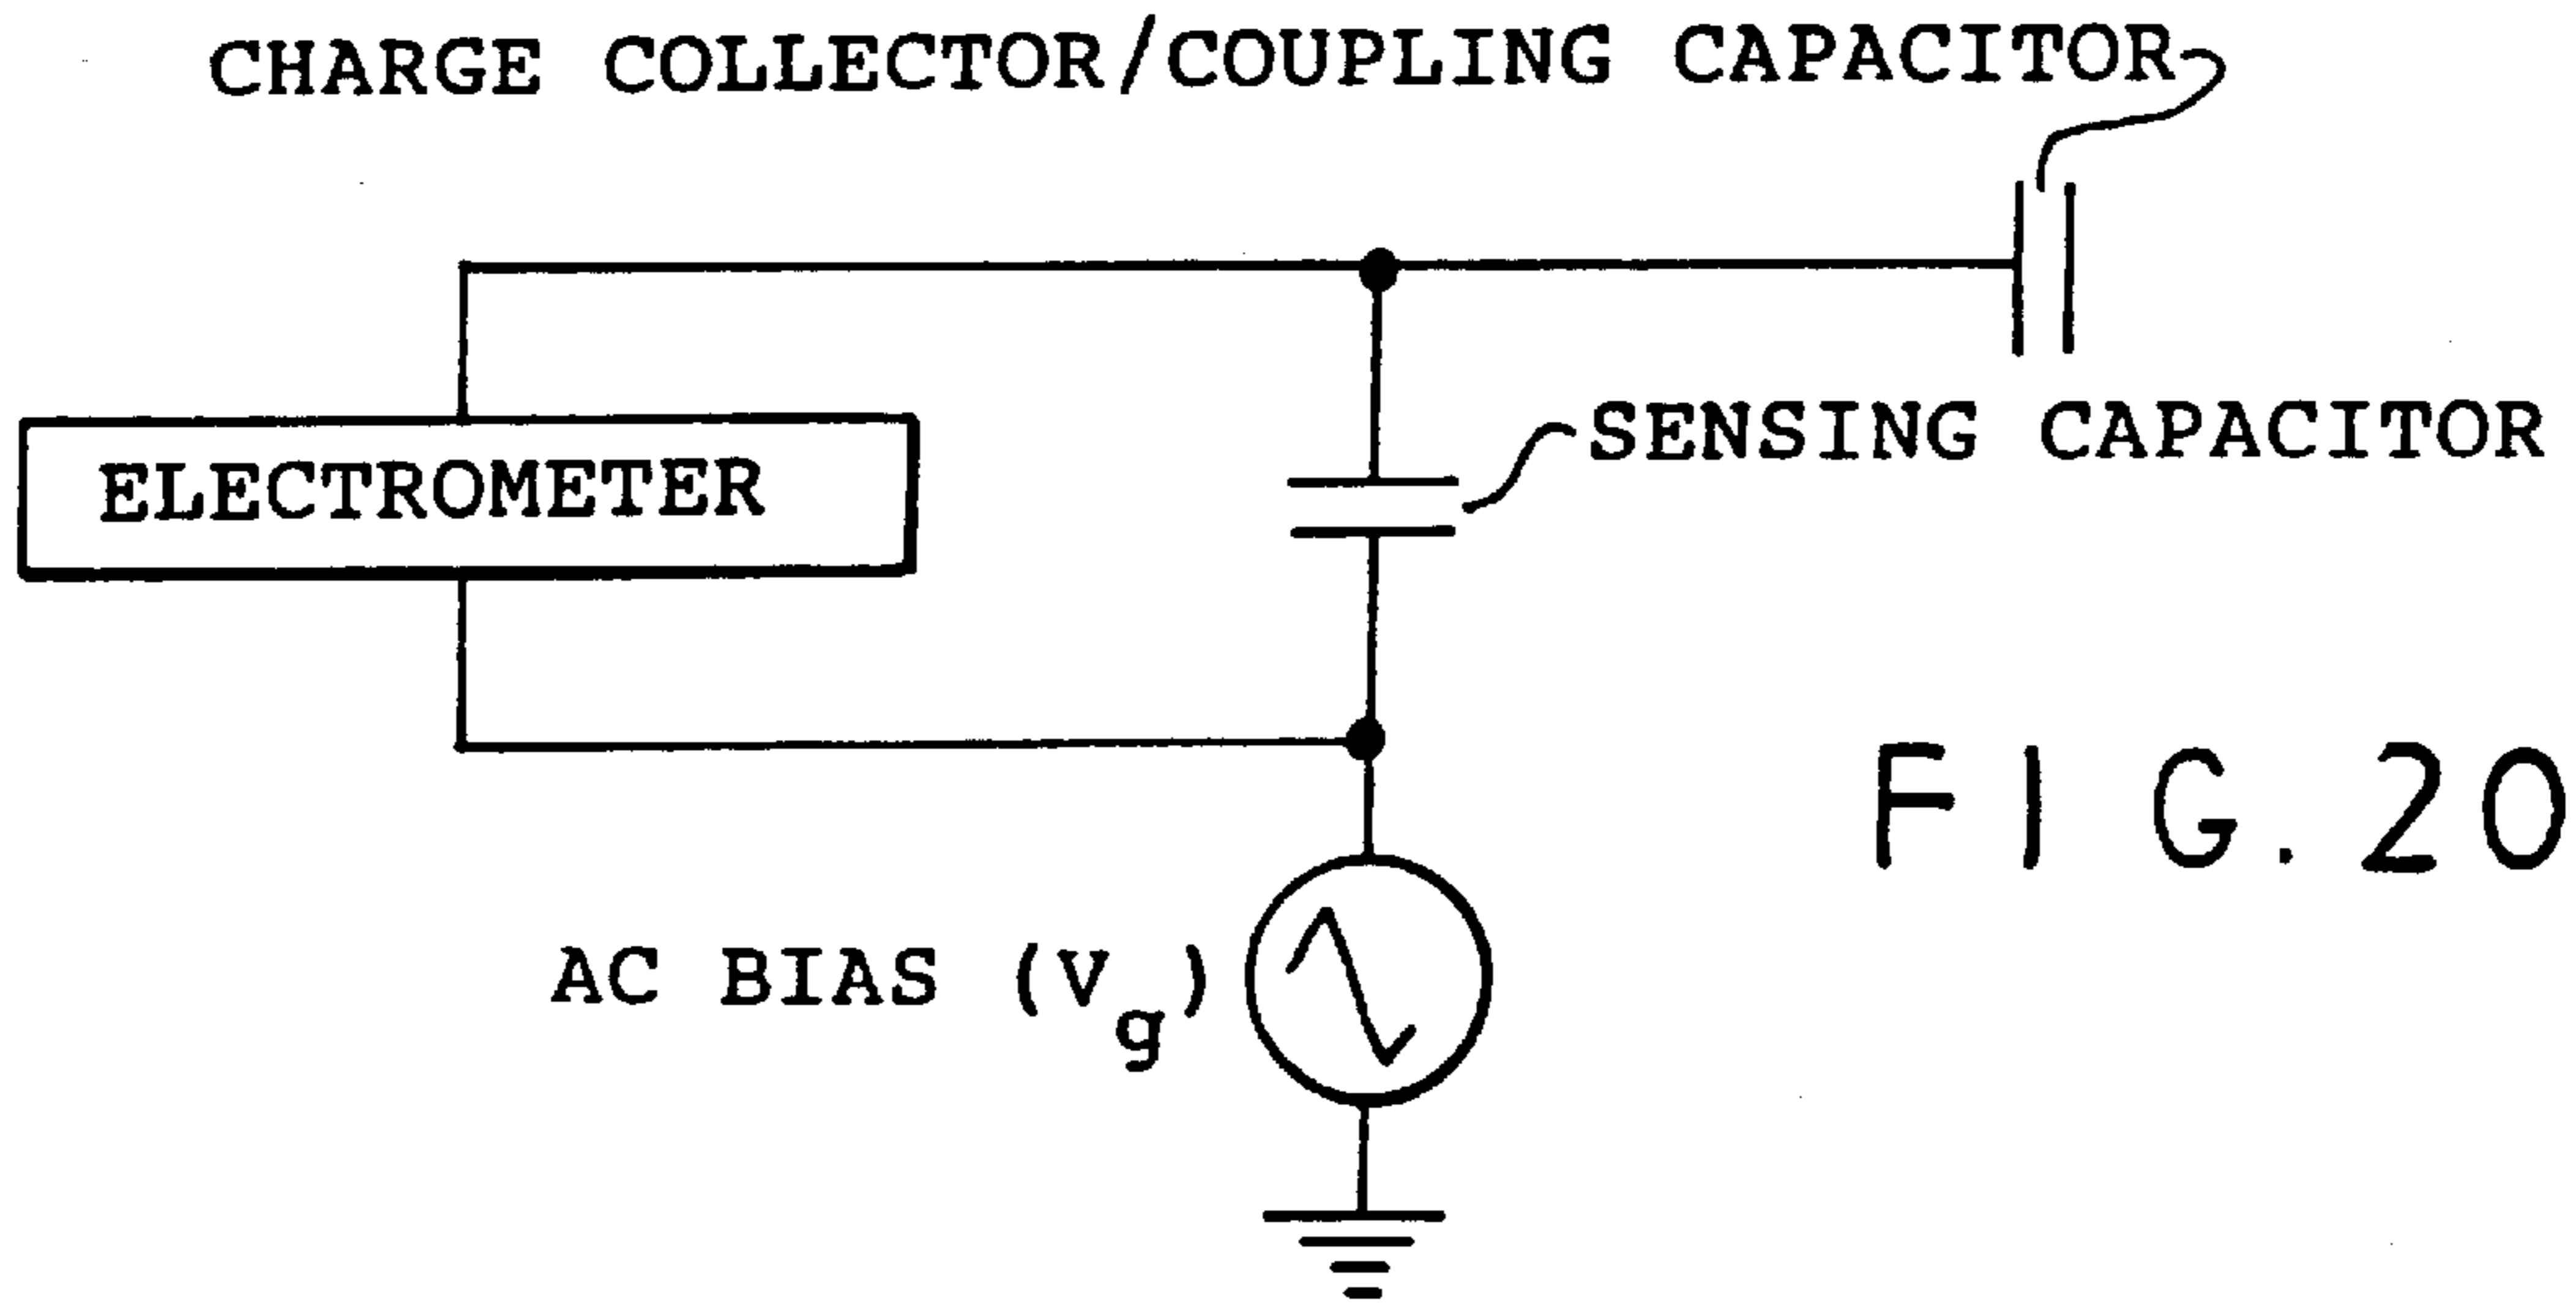 CHARGE COLLECTOR/COUPLING CAPACITOR
SENSING CAPACITOR
ELECTROMETER
FIG.20
AC BIAS (Vg)